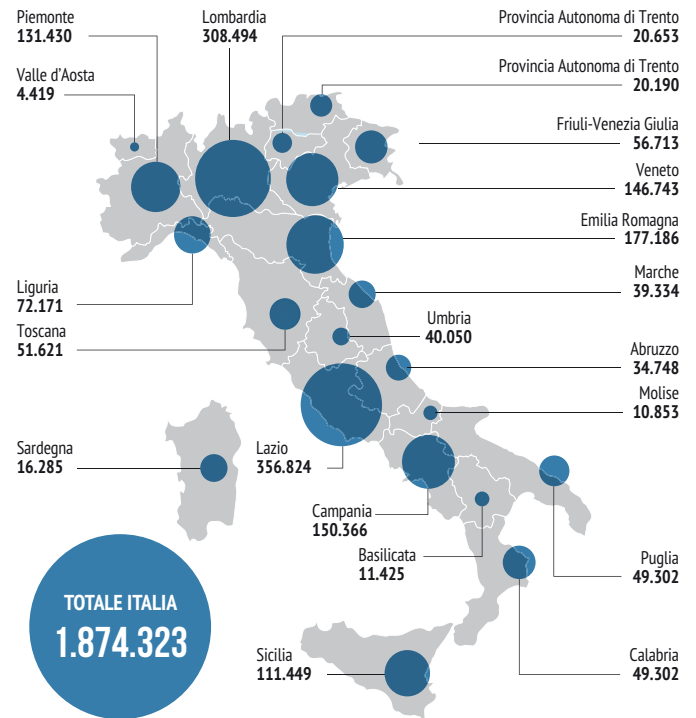 Piemonte
131.430
Lombardia
308.494
Provincia Autonoma di Trento
20.653
Valle d'Aosta
4.419
Provincia Autonoma di Trento
20.190
Friuli-Venezia Giulia
56.713
Veneto
146.743
Emilia Romagna
177.186
Marche
39.334
Liguria
72.171
Toscana
51.621
Umbria
40.050
Abruzzo
34.748
Molise
10.853
Sardegna
16.285
Lazio
356.824
Campania
150.366
Basilicata
11.425
Puglia
49.302
TOTALE ITALIA
1.874.323
Sicilia
111.449
Calabria
49.302